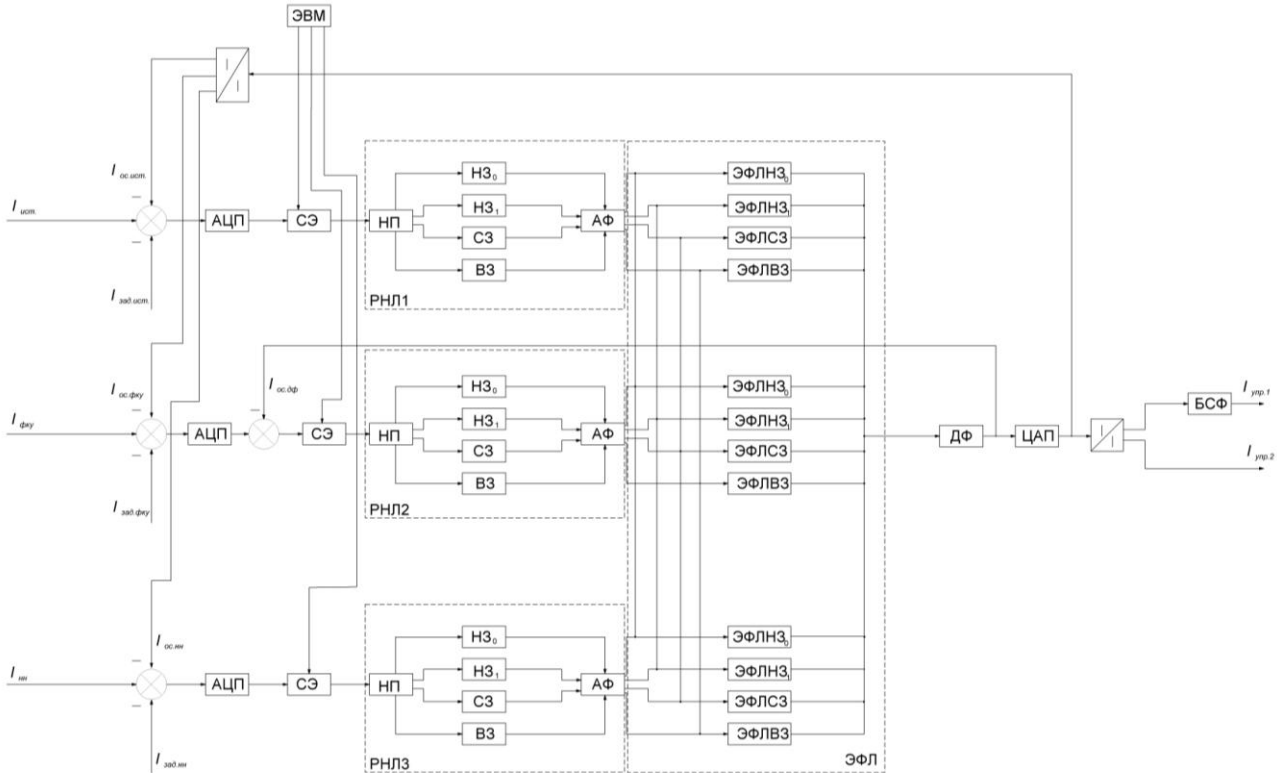 ЭВМ
I ос.ист.
I ист.
I зад.ист.
АЦП
СЭ
НП
НЗ₀
НЗ₁
СЗ
ВЗ
АФ
РНЛ1
ЭФЛНЗ₀
ЭФЛНЗ₁
ЭФЛСЗ
ЭФЛВЗ
I ос.фку
I фку
I зад.фку
АЦП
I ос.дф
СЭ
НП
НЗ₀
НЗ₁
СЗ
ВЗ
АФ
РНЛ2
ЭФЛНЗ₀
ЭФЛНЗ₁
ЭФЛСЗ
ЭФЛВЗ
ДФ
ЦАП
БСФ
I упр.1
I упр.2
I ос.нн
I нн
I зад.нн
АЦП
СЭ
НП
НЗ₀
НЗ₁
СЗ
ВЗ
АФ
РНЛ3
ЭФЛНЗ₀
ЭФЛНЗ₁
ЭФЛСЗ
ЭФЛВЗ
ЭФЛ